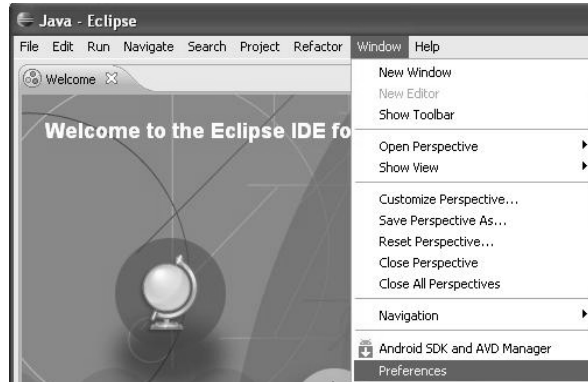 Java - Eclipse
File Edit Run Navigate Search Project Refactor Window Help
Welcome
Welcome to the Eclipse IDE fo
New Window
New Editor
Show Toolbar
Open Perspective
Show View
Customize Perspective...
Save Perspective As...
Reset Perspective...
Close Perspective
Close All Perspectives
Navigation
Android SDK and AVD Manager
Preferences